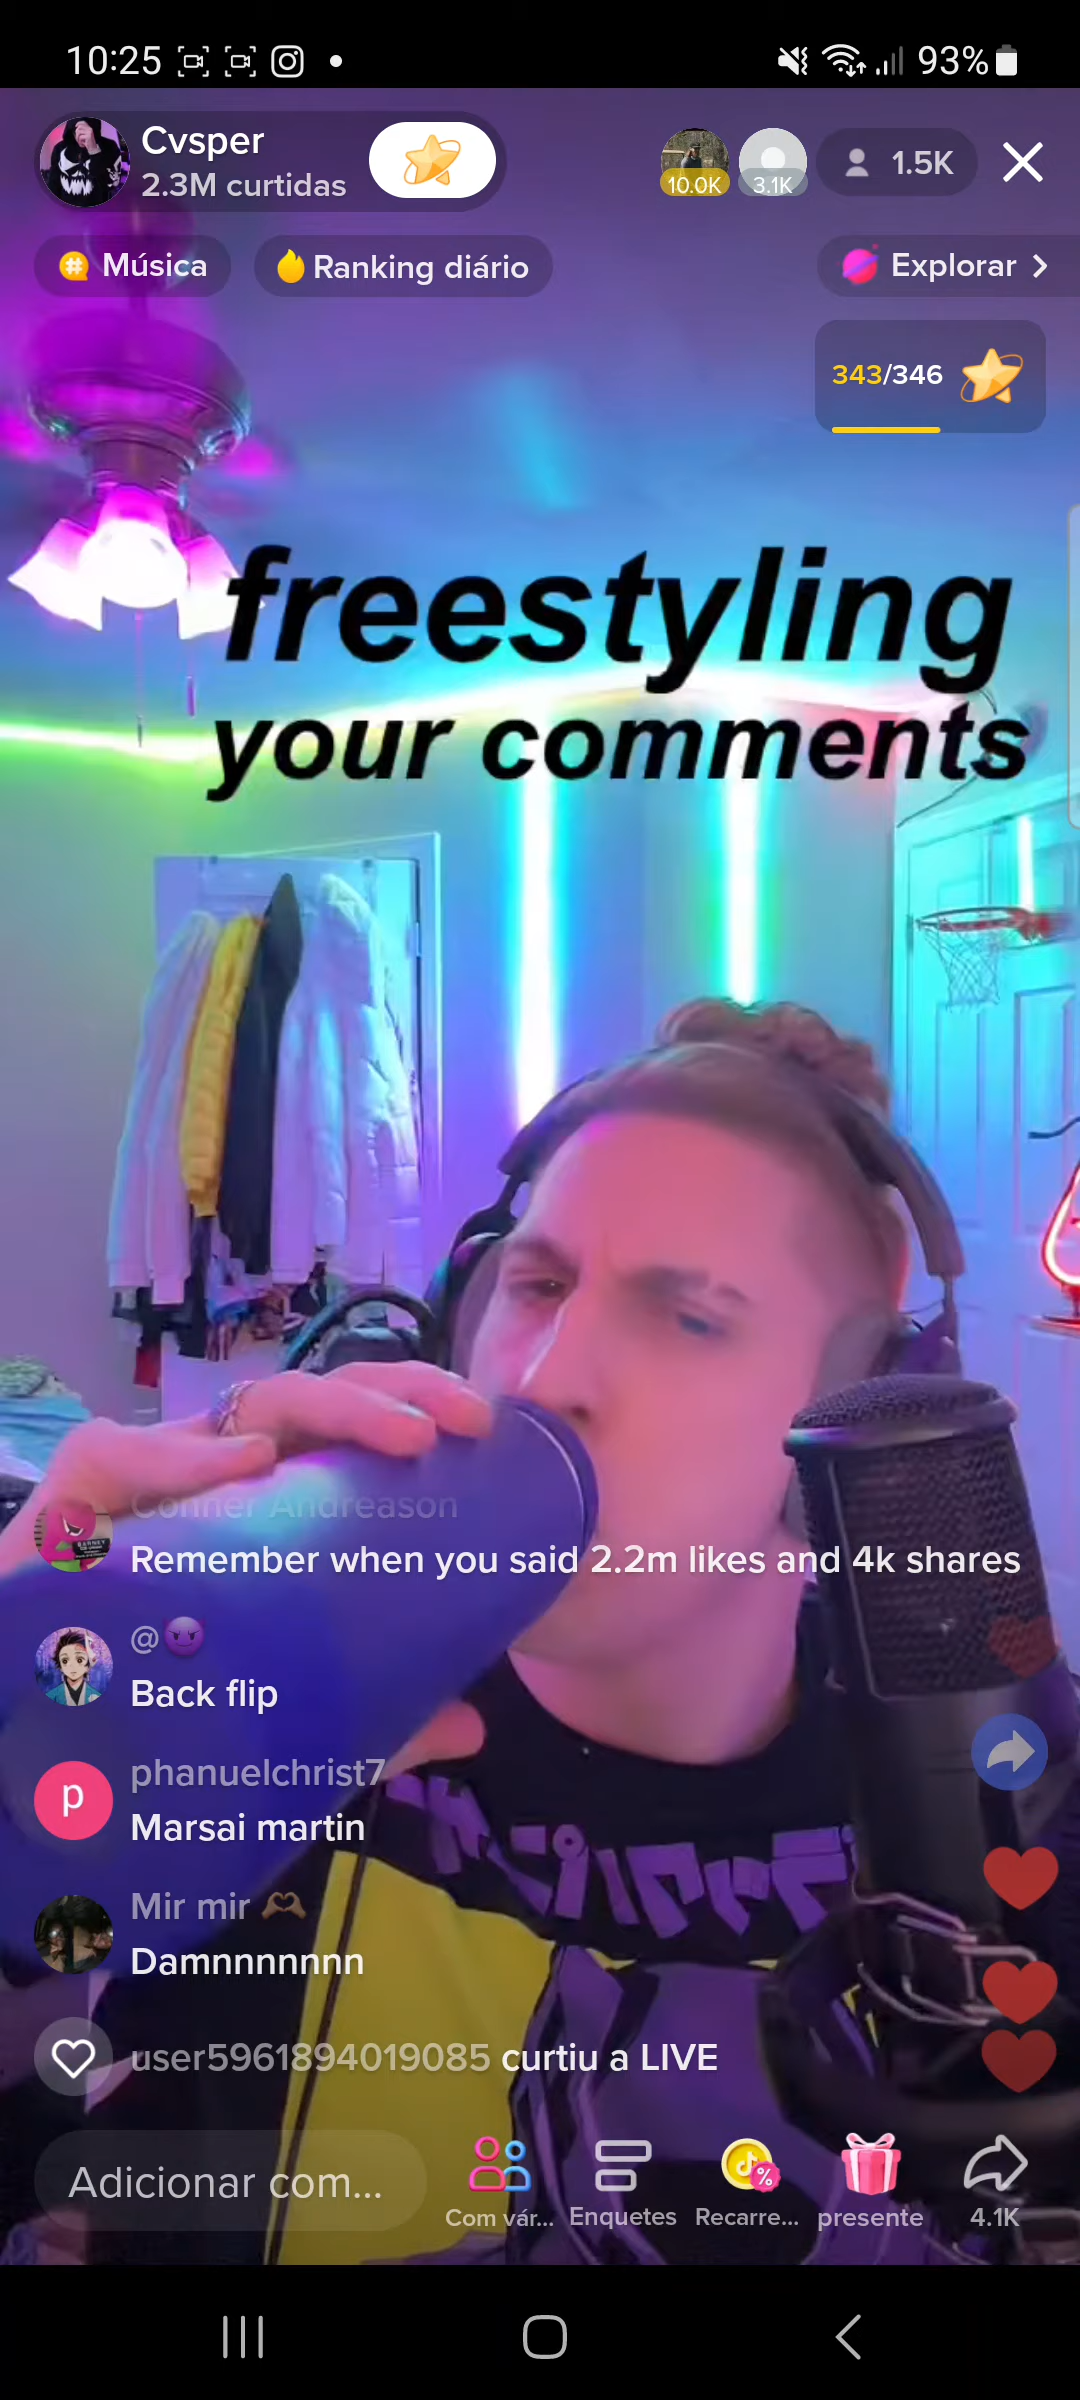 10:25
93%
Cvsper
2.3M curtidas
10.0K
3.1K
1.5K
Música
Ranking diário
Explorar
343/346
freestyling
your comments
Conner Andreason
Remember when you said 2.2m likes and 4k shares
@😈
Back flip
p
phanuelchrist7
Marsai martin
Mir mir 🫶🏾
Damnnnnnnn
user5961894019085 curtiu a LIVE
Adicionar com...
Com vár...
Enquetes
Recarre...
presente
4.1K